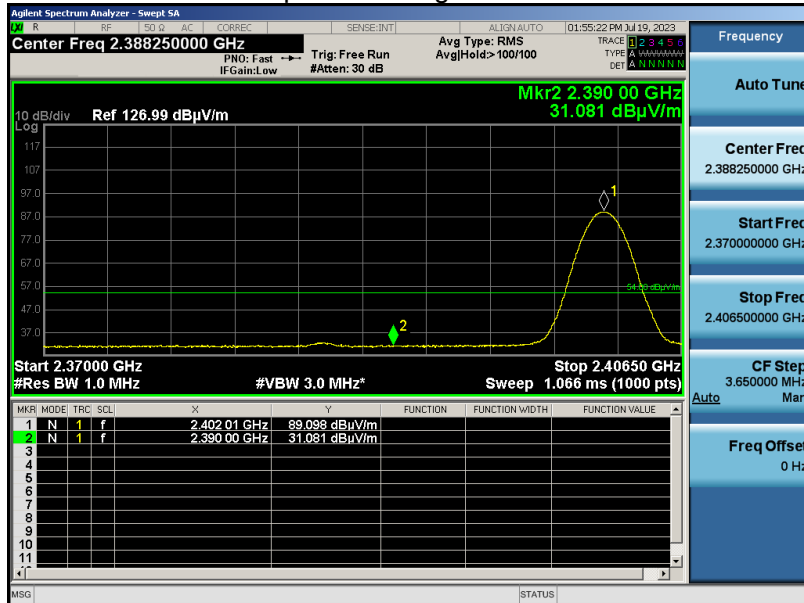 Agilent Spectrum Analyzer - Swept SA
LXI R RF 50 Ω AC CORREC SENSE:INT ALIGN AUTO 01:55:22 PM Jul 19, 2023
Center Freq 2.388250000 GHz
PNO: Fast
IFGain:Low
Trig: Free Run
#Atten: 30 dB
Avg Type: RMS
Avg|Hold:>100/100
TRACE 1 2 3 4 5 6
TYPE A WWWWW
DET A N N N N N
Mkr2 2.390 00 GHz
31.081 dBµV/m
10 dB/div Ref 126.99 dBµV/m
Log
117
107
97.0
87.0
77.0
67.0
57.0
47.0
37.0
1
54.00 dBµV/m
2
Start 2.37000 GHz Stop 2.40650 GHz
#Res BW 1.0 MHz #VBW 3.0 MHz* Sweep 1.066 ms (1000 pts)
MKR MODE TRC SCL X Y FUNCTION FUNCTION WIDTH FUNCTION VALUE
1 N 1 f 2.402 01 GHz 89.098 dBµV/m
2 N 1 f 2.390 00 GHz 31.081 dBµV/m
3
4
5
6
7
8
9
10
11
MSG STATUS
Frequency
Auto Tune
Center Freq
2.388250000 GHz
Start Freq
2.370000000 GHz
Stop Freq
2.406500000 GHz
CF Step
3.650000 MHz
Auto Man
Freq Offset
0 Hz